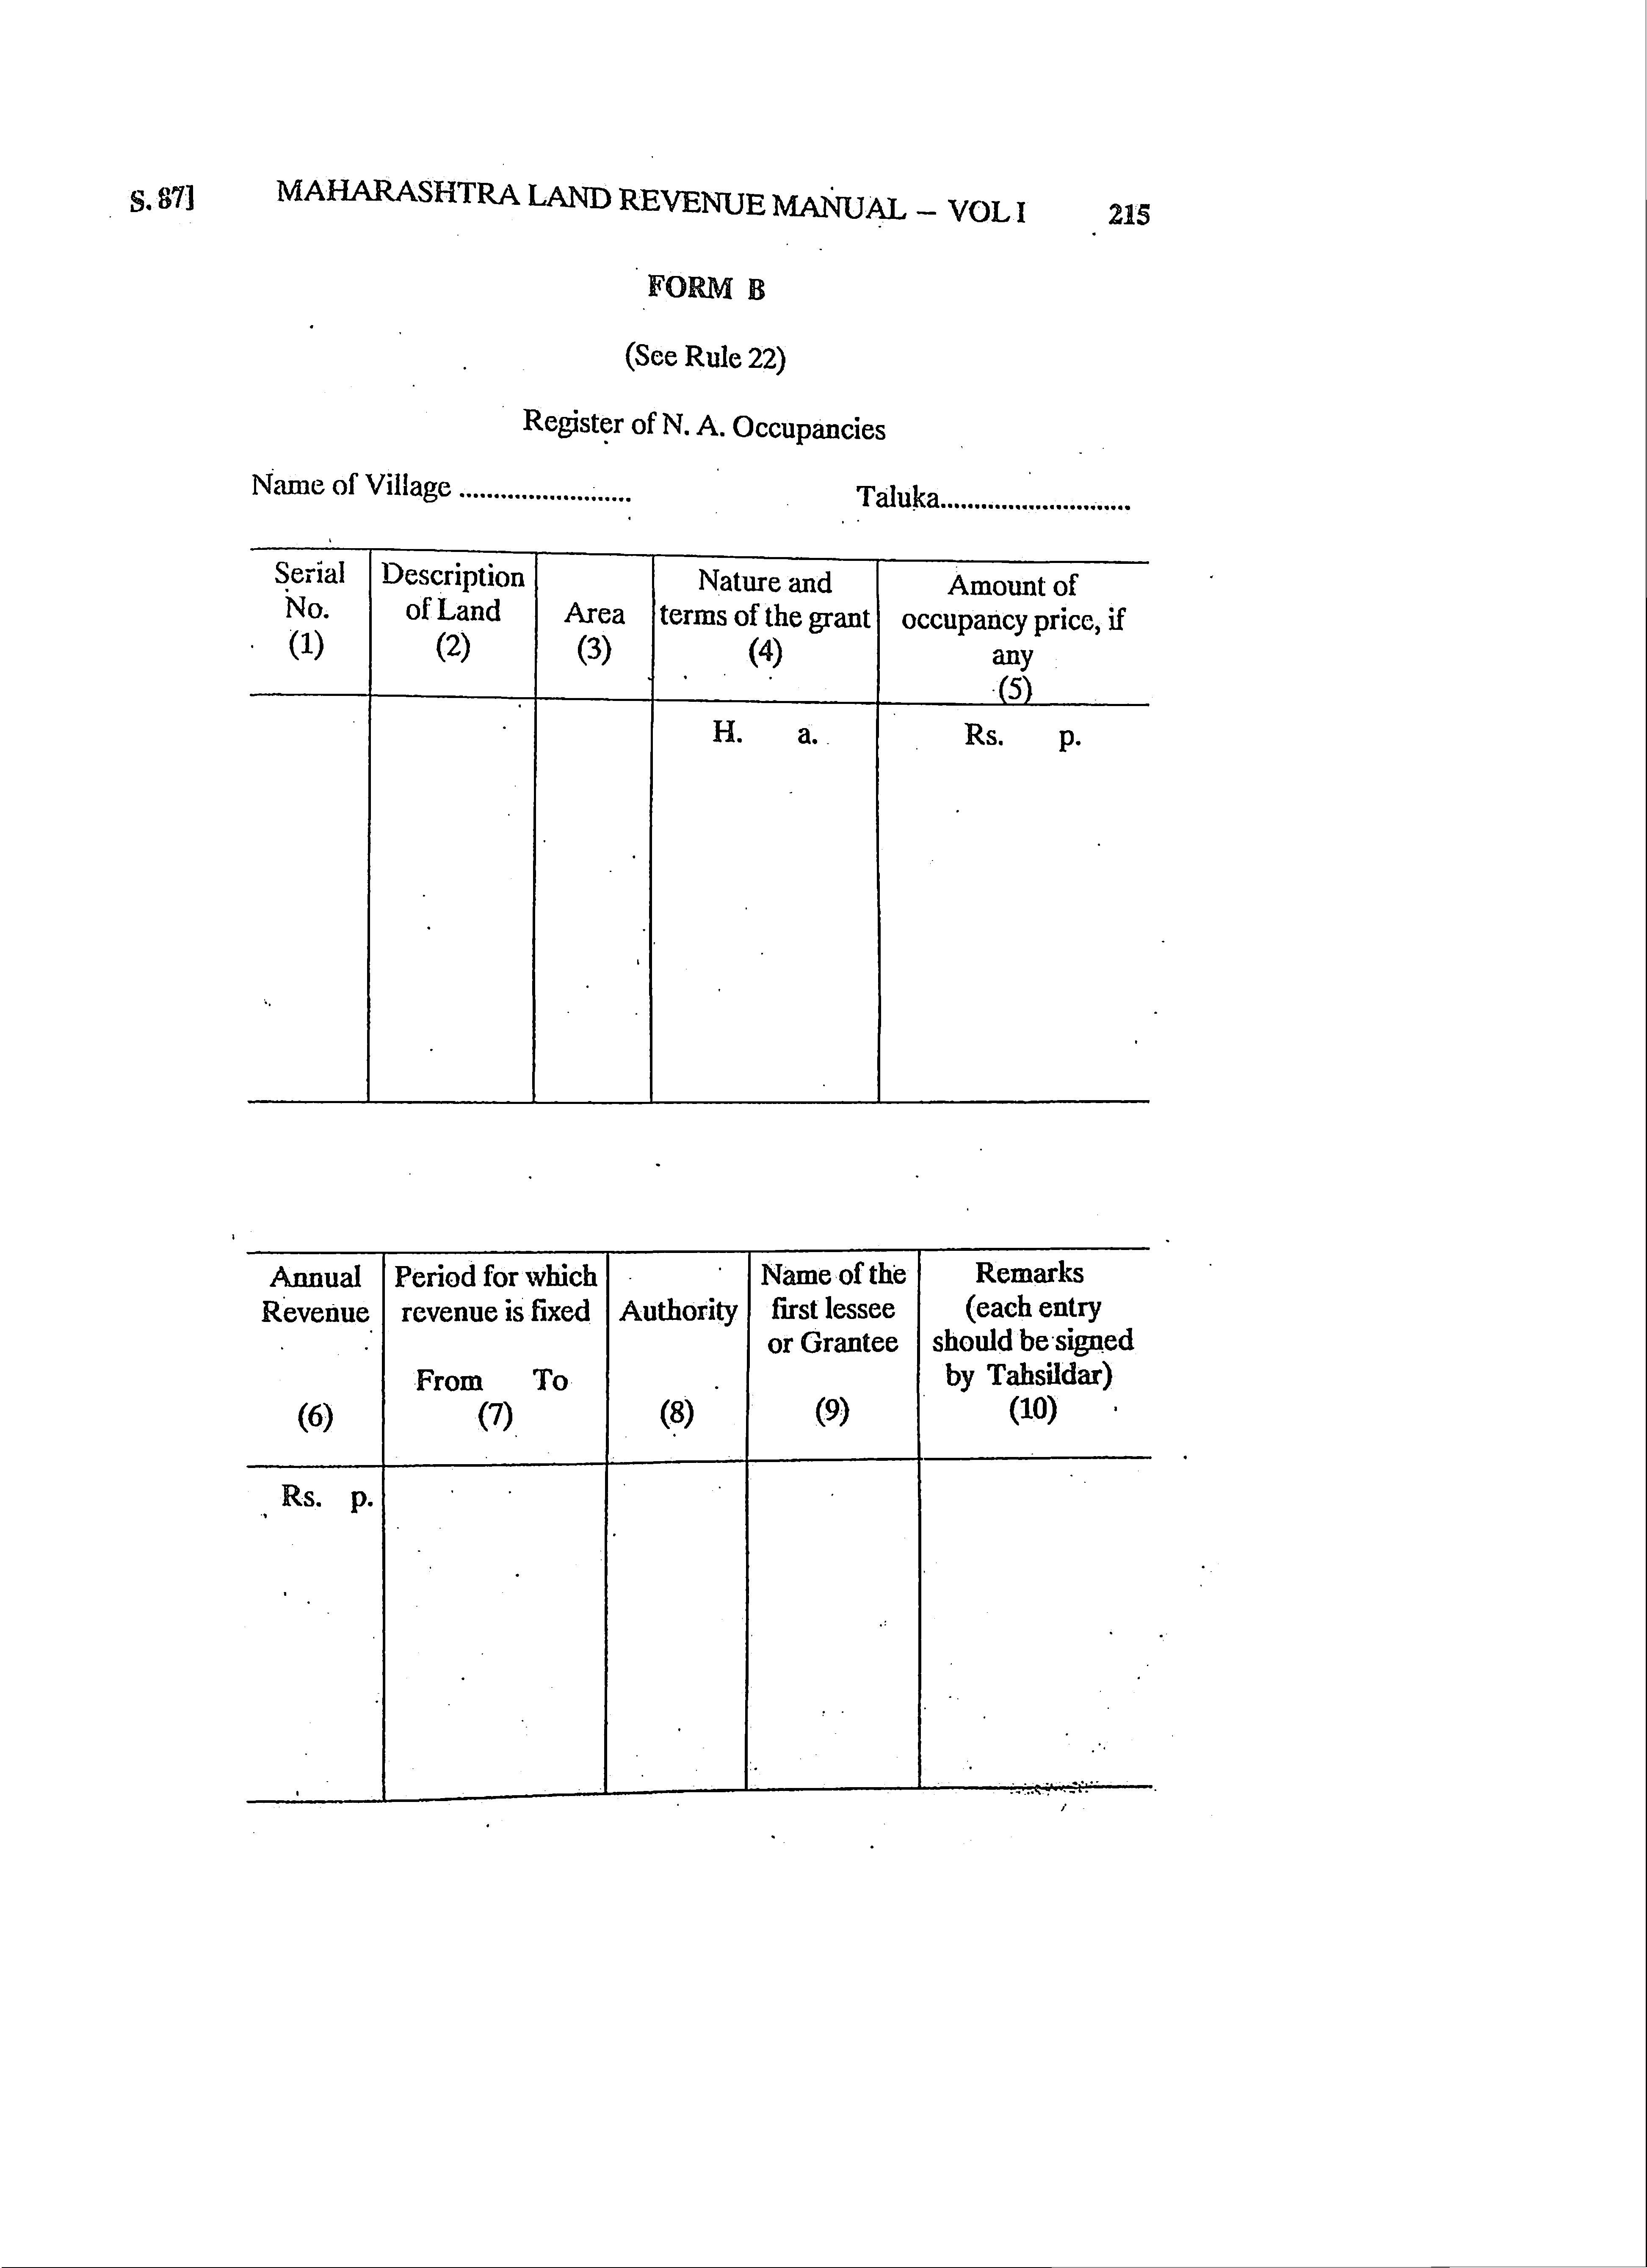 S. 87] MAHARASHTRA LAND REVENUE MANUAL – VOL I 215
FORM B
(See Rule 22)
Register of N. A. Occupancies
Name of Village ......................... Taluka............................
Serial No. (1) Description of Land (2) Area (3) Nature and terms of the grant (4) Amount of occupancy price, if any (5)
H. a. Rs. p.
Annual Revenue (6) Period for which revenue is fixed From To (7) Authority (8) Name of the first lessee or Grantee (9) Remarks (each entry should be signed by Tahsildar) (10)
Rs. p.